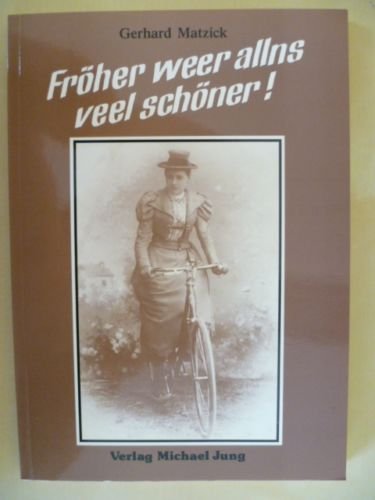 Gerhard Matzick
Fröher weer allns
veel schöner!
Verlag Michael Jung